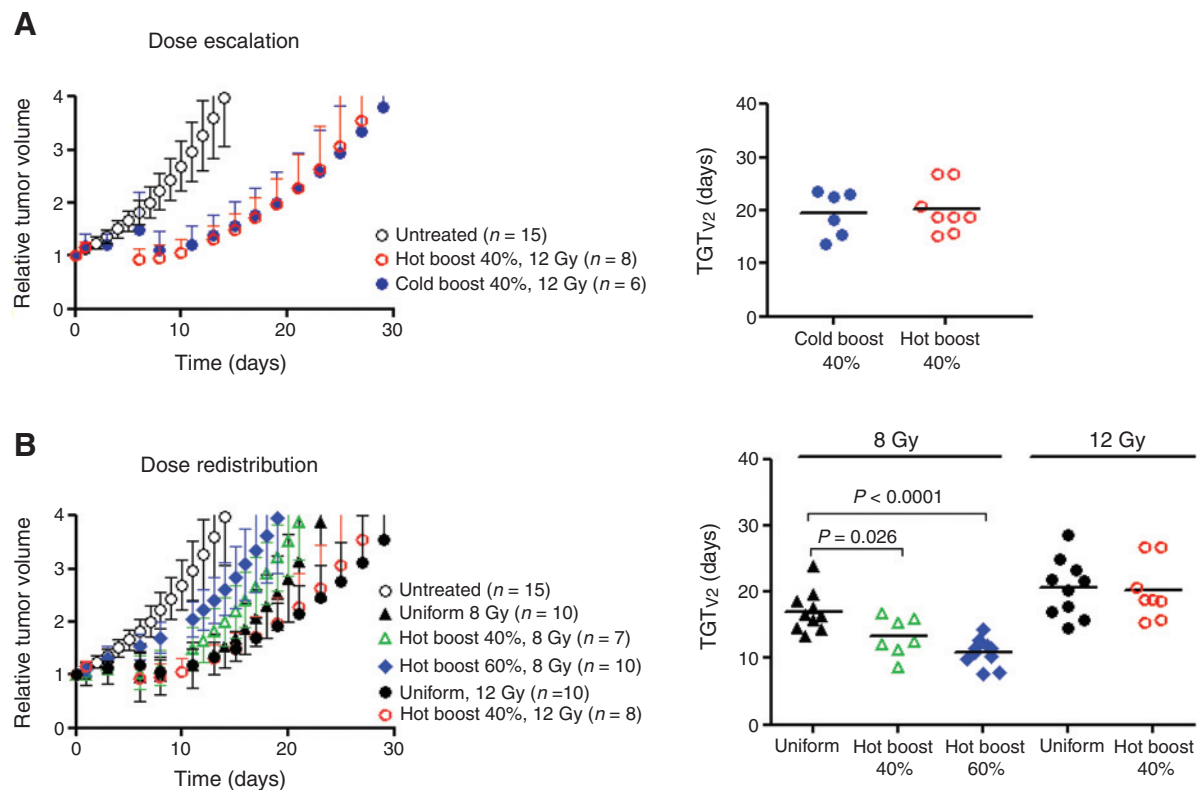 A
Dose escalation
Relative tumor volume
4
3
2
1
0
0 10 20 30
Time (days)
Untreated (n = 15)
Hot boost 40%, 12 Gy (n = 8)
Cold boost 40%, 12 Gy (n = 6)
TGTV2 (days)
40
30
20
10
0
Cold boost Hot boost
40% 40%
B
Dose redistribution
Relative tumor volume
4
3
2
1
0
0 10 20 30
Time (days)
Untreated (n = 15)
Uniform 8 Gy (n = 10)
Hot boost 40%, 8 Gy (n = 7)
Hot boost 60%, 8 Gy (n = 10)
Uniform, 12 Gy (n =10)
Hot boost 40%, 12 Gy (n = 8)
8 Gy 12 Gy
TGTV2 (days)
40
30
20
10
0
P < 0.0001
P = 0.026
Uniform Hot boost Hot boost Uniform Hot boost
40% 60% 40%